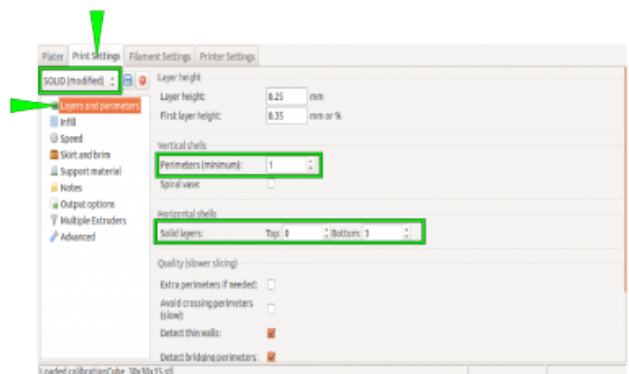 Plater Print Settings Filament Settings Printer Settings
SOLID (modified)
Layers and perimeters
Infill
Speed
Skirt and brim
Support material
Notes
Output options
Multiple Extruders
Advanced
Layer height
Layer height: 0.25 mm
First layer height: 0.35 mm or %
Vertical shells
Perimeters (minimum): 1
Spiral vase:
Horizontal shells
Solid layers: Top: 0 Bottom: 3
Quality (slower slicing)
Extra perimeters if needed:
Avoid crossing perimeters
(slow):
Detect thin walls:
Detect bridging perimeters:
Loaded calibrationCube_30x30x15.stl